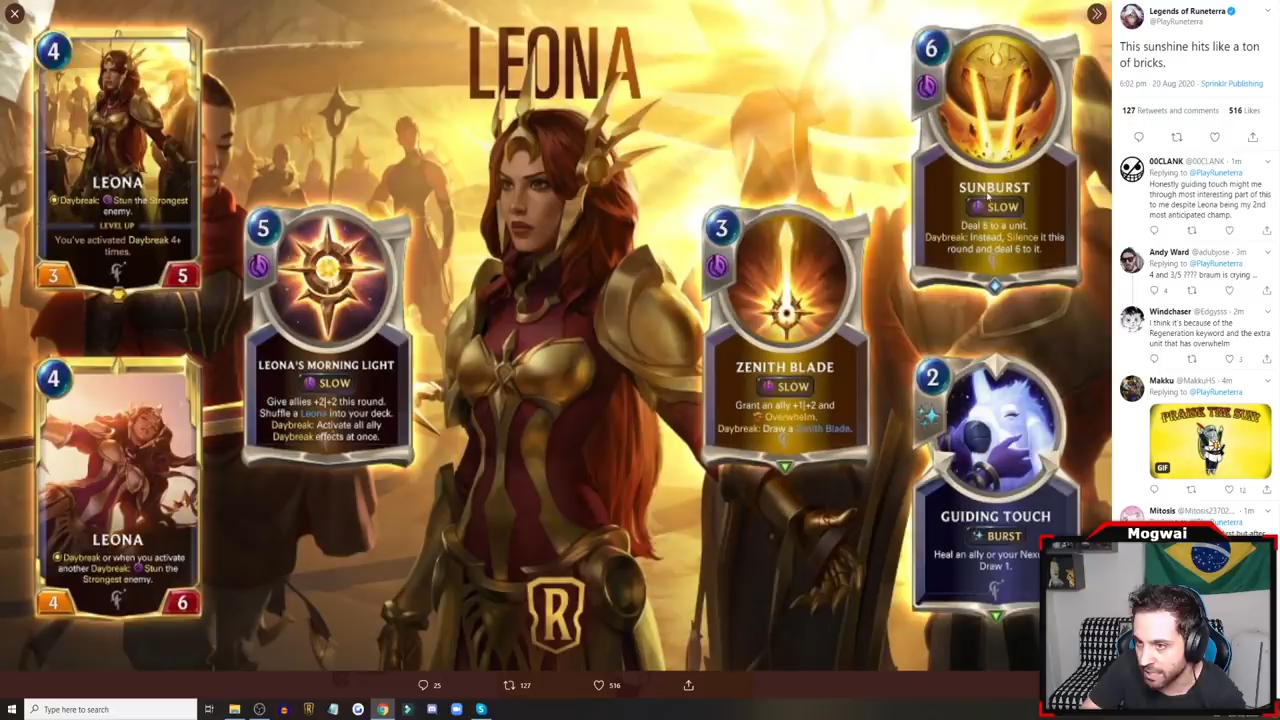 LEONA
4
LEONA
Daybreak: Stun the Strongest
enemy.
LEVEL UP
You've activated Daybreak 4+
times.
3
5
4
LEONA
Daybreak or when you activate
another Daybreak: Stun the
Strongest enemy.
4
6
5
LEONA'S MORNING LIGHT
SLOW
Give allies +2|+2 this round.
Shuffle a Leona into your deck.
Daybreak: Activate all ally
Daybreak effects at once.
3
ZENITH BLADE
SLOW
Grant an ally +1|+2 and
Overwhelm.
Daybreak: Draw a Zenith Blade.
6
SUNBURST
SLOW
Deal 6 to a unit.
Daybreak: Instead, Silence it this
round and deal 6 to it.
2
GUIDING TOUCH
BURST
Heal an ally or your
Draw 1.
R
25
127
516
Legends of Runeterra
@PlayRuneterra
This sunshine hits like a ton
of bricks.
6:02 pm · 20 Aug 2020 · Sprinklr Publishing
127 Retweets and comments 516 Likes
00CLANK @00CLANK · 1m
Replying to @PlayRuneterra
Honestly guiding touch might me
through most interesting part of this
to me despite Leona being my 2nd
most anticipated champ.
Andy Ward @adubjose · 3m
Replying to @PlayRuneterra
4 and 3/5 ???? braum is crying ...
4
Windchaser @Edgysss · 2m
I think it's because of the
Regeneration keyword and the extra
unit that has overwhelm
3
Makku @MakkuHS · 4m
Replying to @PlayRuneterra
PRAISE THE SUN!
GIF
12
Mitosis @Mitosis23702... · 1m
Mogwai
Type here to search